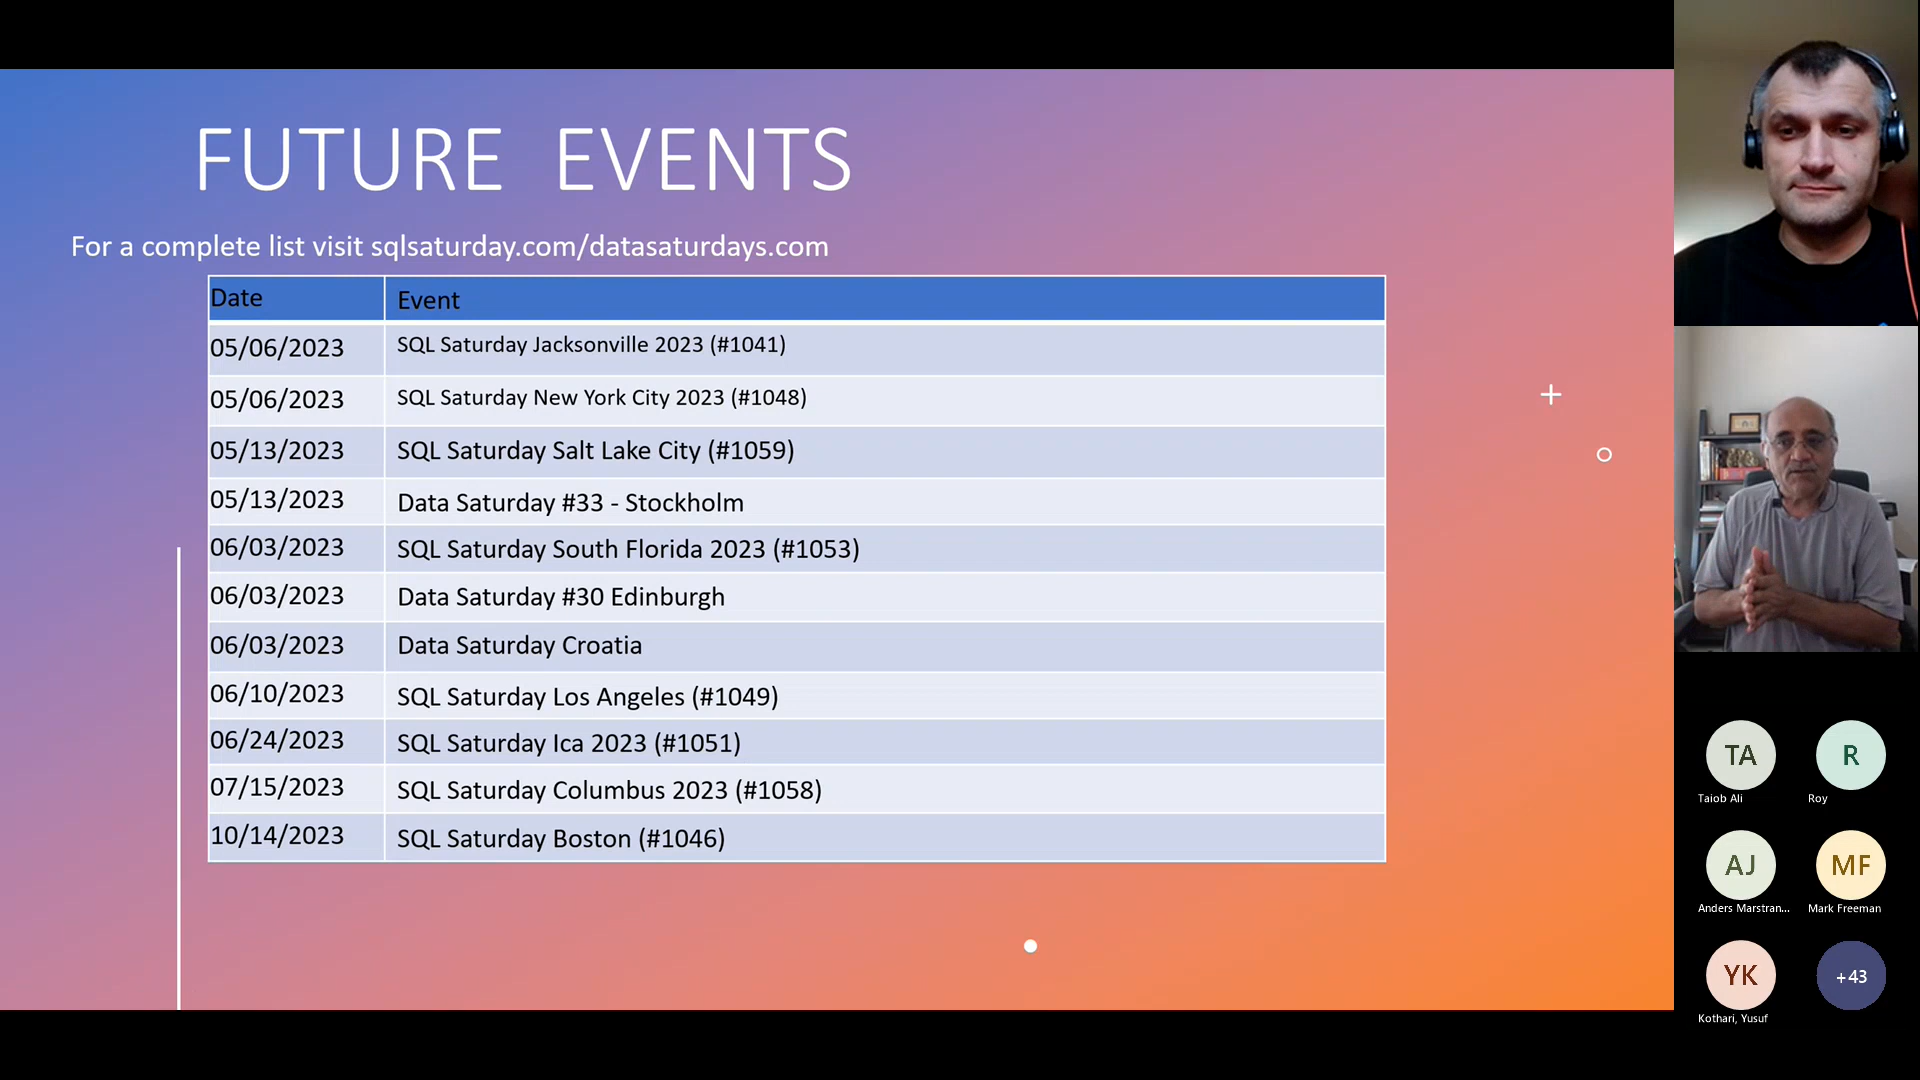 FUTURE EVENTS
For a complete list visit sqlsaturday.com/datasaturdays.com
Date Event
05/06/2023 SQL Saturday Jacksonville 2023 (#1041)
05/06/2023 SQL Saturday New York City 2023 (#1048)
05/13/2023 SQL Saturday Salt Lake City (#1059)
05/13/2023 Data Saturday #33 - Stockholm
06/03/2023 SQL Saturday South Florida 2023 (#1053)
06/03/2023 Data Saturday #30 Edinburgh
06/03/2023 Data Saturday Croatia
06/10/2023 SQL Saturday Los Angeles (#1049)
06/24/2023 SQL Saturday Ica 2023 (#1051)
07/15/2023 SQL Saturday Columbus 2023 (#1058)
10/14/2023 SQL Saturday Boston (#1046)
TA R
Taiob Ali Roy
AJ MF
Anders Marstran... Mark Freeman
YK +43
Kothari, Yusuf